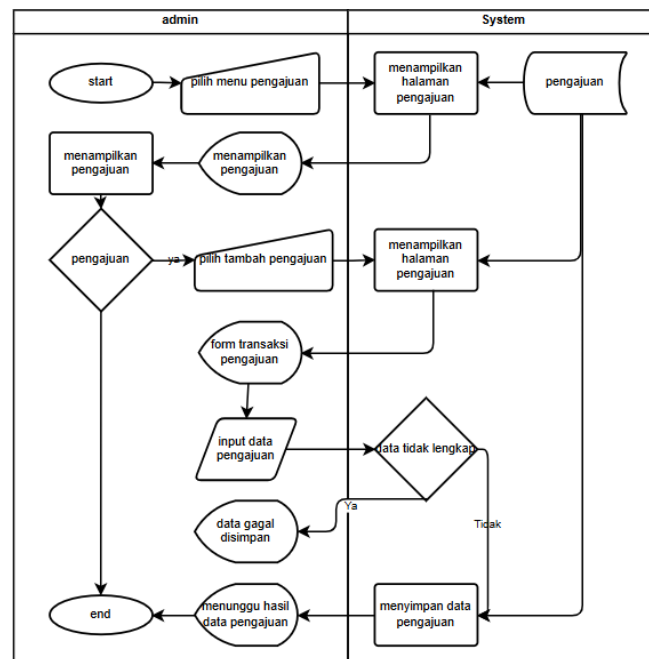 admin
System
start
pilih menu pengajuan
menampilkan
halaman
pengajuan
pengajuan
menampilkan
pengajuan
menampilkan
pengajuan
pengajuan
ya
pilih tambah pengajuan
menampilkan
halaman
pengajuan
form transaksi
pengajuan
input data
pengajuan
data tidak lengkap
data gagal
disimpan
Ya
Tidak
end
menunggu hasil
data pengajuan
menyimpan data
pengajuan